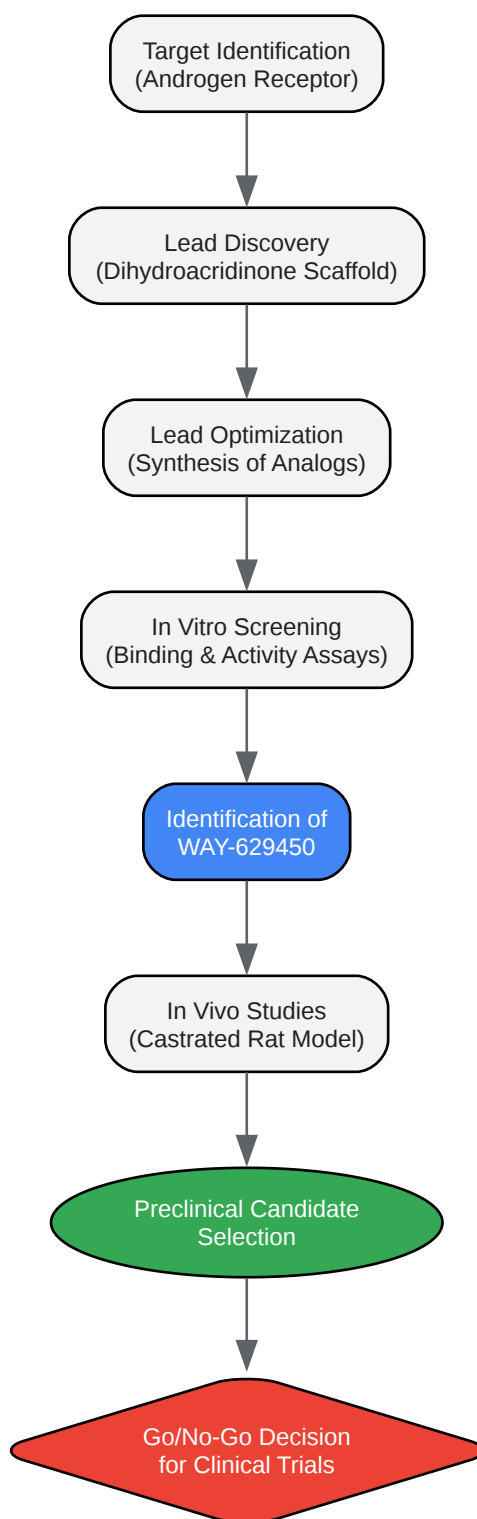 Target Identification
(Androgen Receptor)
Lead Discovery
(Dihydroacridinone Scaffold)
Lead Optimization
(Synthesis of Analogs)
In Vitro Screening
(Binding & Activity Assays)
Identification of
WAY-629450
In Vivo Studies
(Castrated Rat Model)
Preclinical Candidate
Selection
Go/No-Go Decision
for Clinical Trials